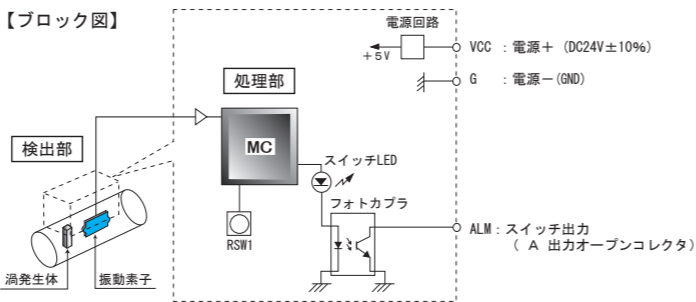 【ブロック図】
電源回路
+5V
VCC : 電源+ (DC24V±10%)
G : 電源-(GND)
処理部
検出部
MC
スイッチLED
フォトカプラ
RSW1
ALM : スイッチ出力
( A 出力オープンコレクタ)
渦発生体
振動素子